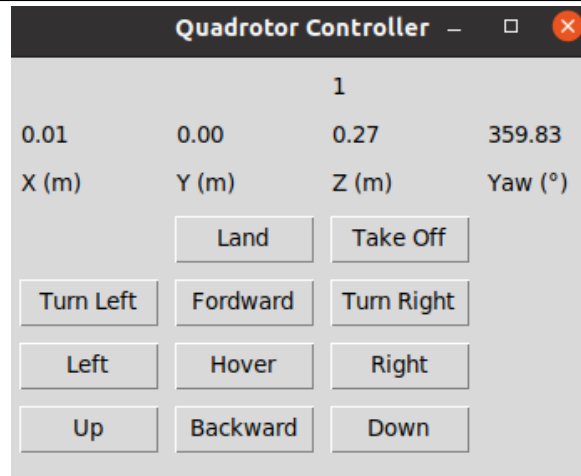 Quadrotor Controller
1
0.01 0.00 0.27 359.83
X (m) Y (m) Z (m) Yaw (°)
Land Take Off
Turn Left Fordward Turn Right
Left Hover Right
Up Backward Down